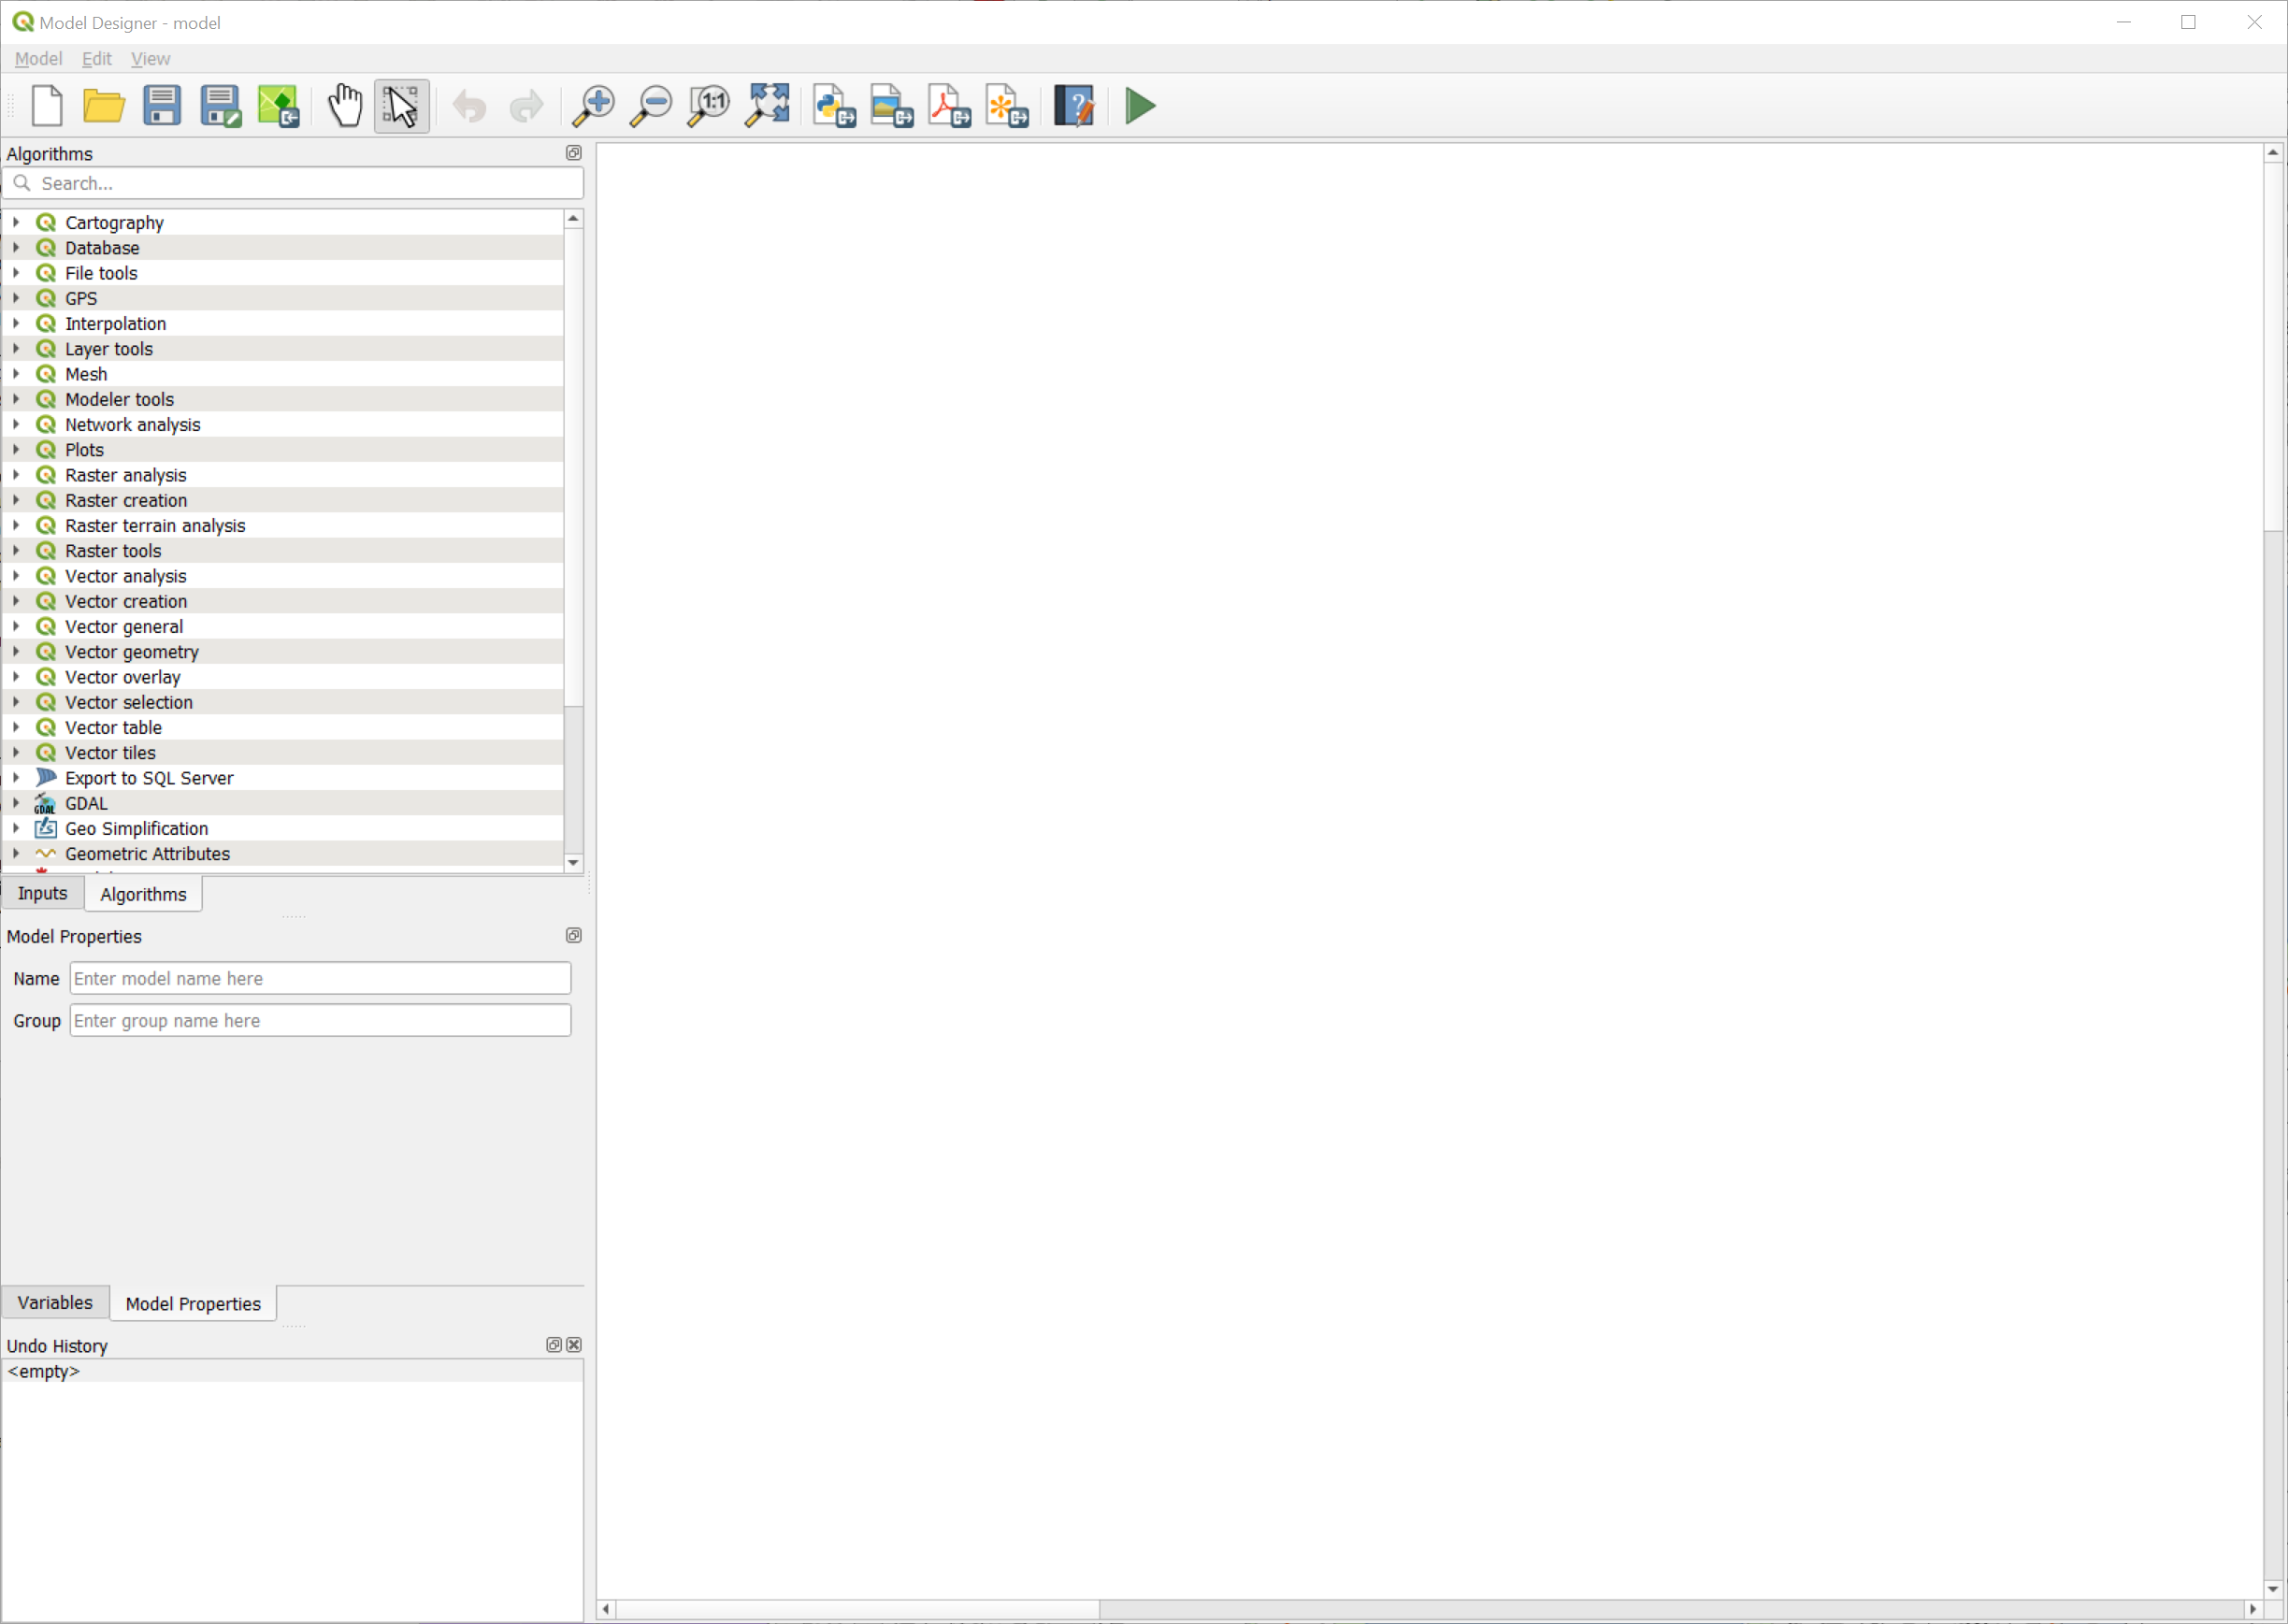 Model Designer - model
Model Edit View
1:1
Algorithms
Search...
Cartography
Database
File tools
GPS
Interpolation
Layer tools
Mesh
Modeler tools
Network analysis
Plots
Raster analysis
Raster creation
Raster terrain analysis
Raster tools
Vector analysis
Vector creation
Vector general
Vector geometry
Vector overlay
Vector selection
Vector table
Vector tiles
Export to SQL Server
GDAL GDAL
Geo Simplification
Geometric Attributes
Inputs Algorithms
Model Properties
Name Enter model name here
Group Enter group name here
Variables Model Properties
Undo History
<empty>